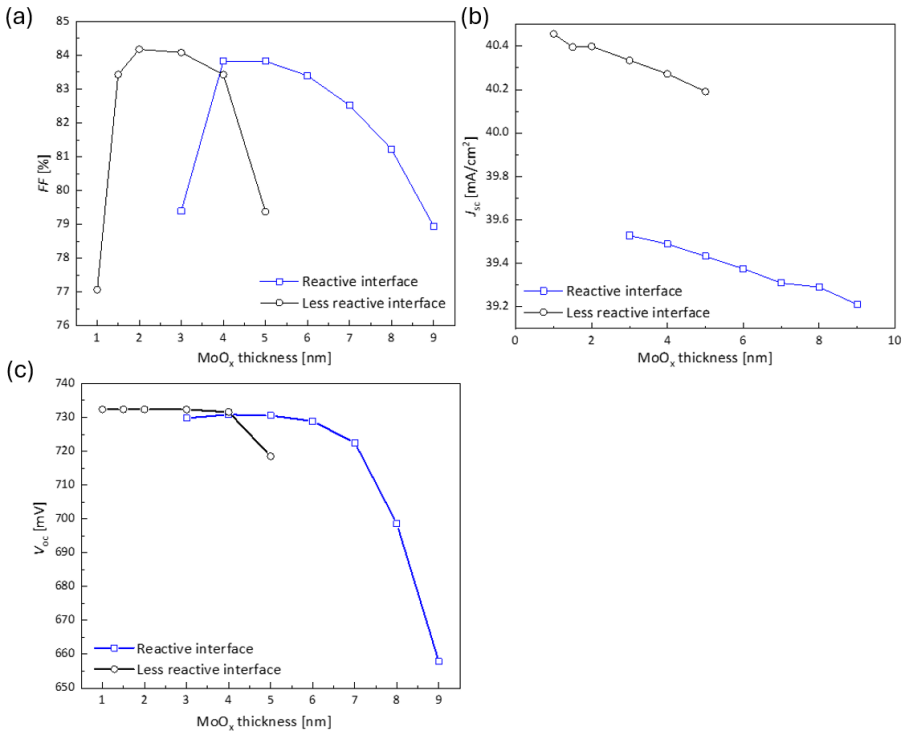 (a)
85
84
83
82
81
80
79
78
77
76
FF [%]
Reactive interface
Less reactive interface
1 2 3 4 5 6 7 8 9
MoOₓ thickness [nm]
(b)
40.4
40.2
40.0
39.8
39.6
39.4
39.2
Jsc [mA/cm²]
Reactive interface
Less reactive interface
0 2 4 6 8 10
MoOₓ thickness [nm]
(c)
740
730
720
710
700
690
680
670
660
650
Voc [mV]
Reactive interface
Less reactive interface
1 2 3 4 5 6 7 8 9
MoOₓ thickness [nm]